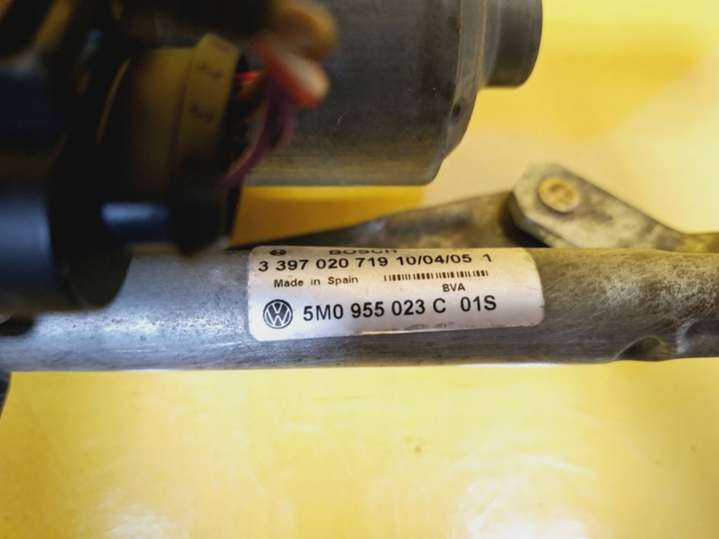 BOSCH
3 397 020 719 10/04/05 1
Made in Spain
BVA
5M0 955 023 C 01S